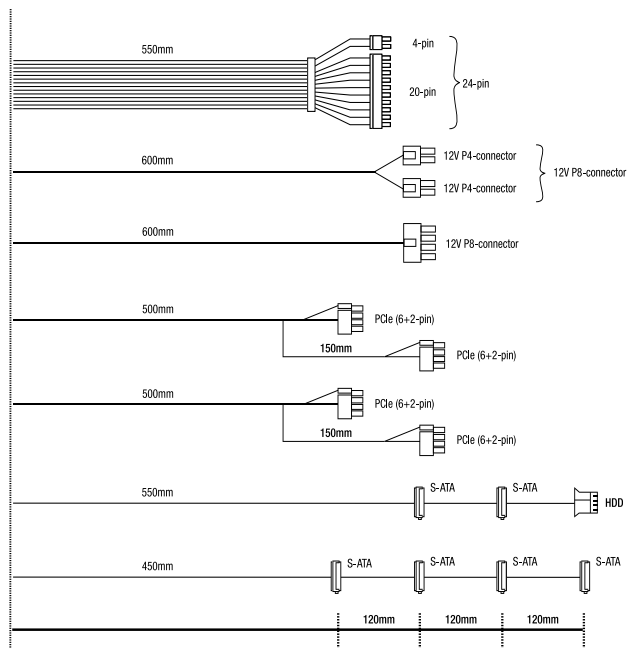 550mm
4-pin
20-pin
24-pin
600mm
12V P4-connector
12V P4-connector
12V P8-connector
600mm
12V P8-connector
500mm
PCIe (6+2-pin)
150mm
PCIe (6+2-pin)
500mm
PCIe (6+2-pin)
150mm
PCIe (6+2-pin)
550mm
S-ATA
S-ATA
HDD
450mm
S-ATA
S-ATA
S-ATA
S-ATA
120mm
120mm
120mm